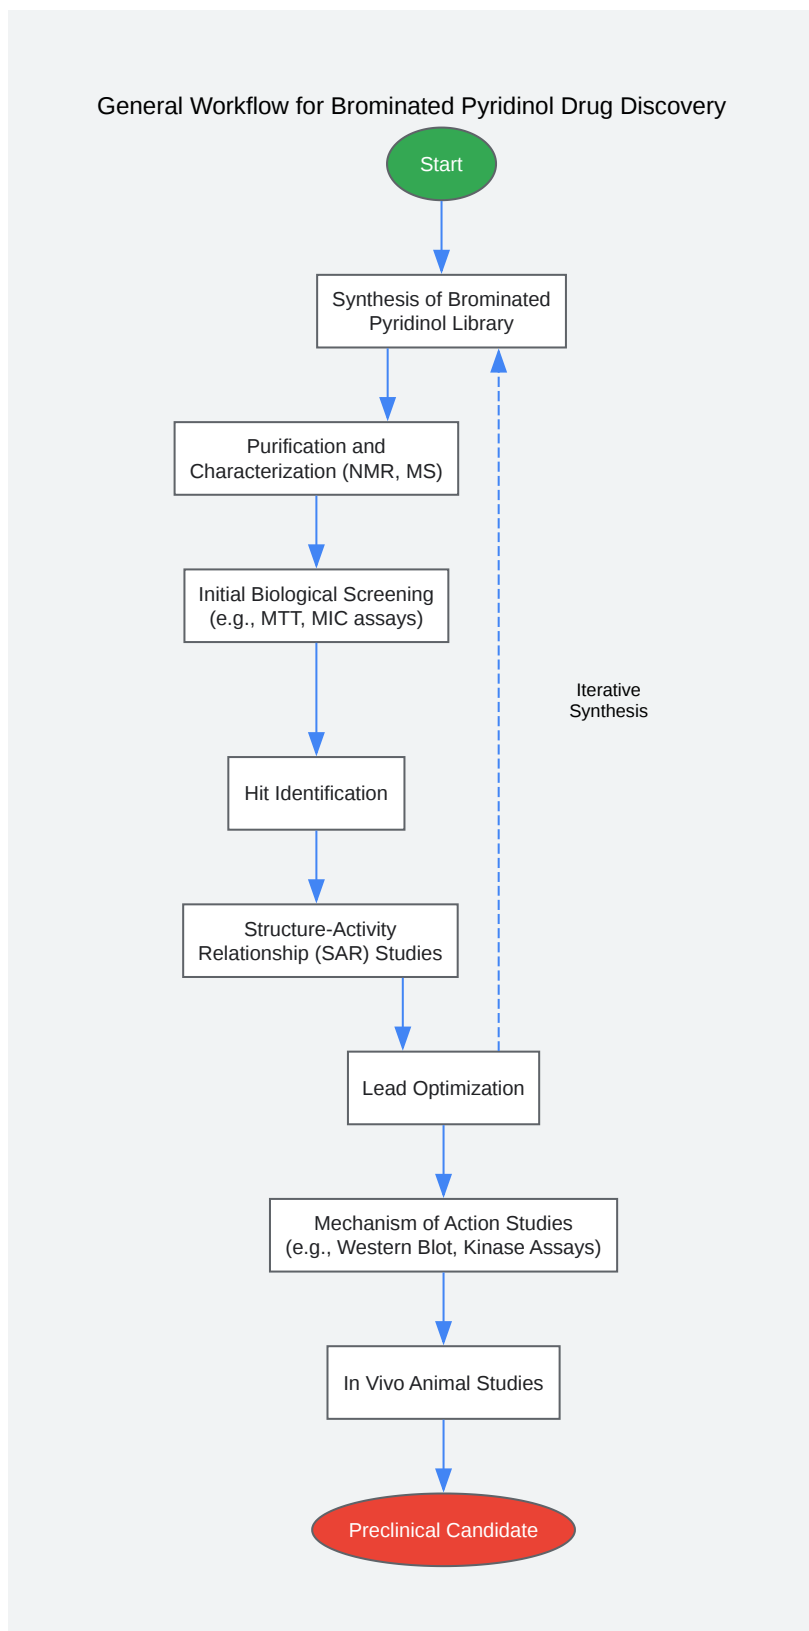 General Workflow for Brominated Pyridinol Drug Discovery
Start
Synthesis of Brominated
Pyridinol Library
Purification and
Characterization (NMR, MS)
Initial Biological Screening
(e.g., MTT, MIC assays)
Iterative
Synthesis
Hit Identification
Structure-Activity
Relationship (SAR) Studies
Lead Optimization
Mechanism of Action Studies
(e.g., Western Blot, Kinase Assays)
In Vivo Animal Studies
Preclinical Candidate